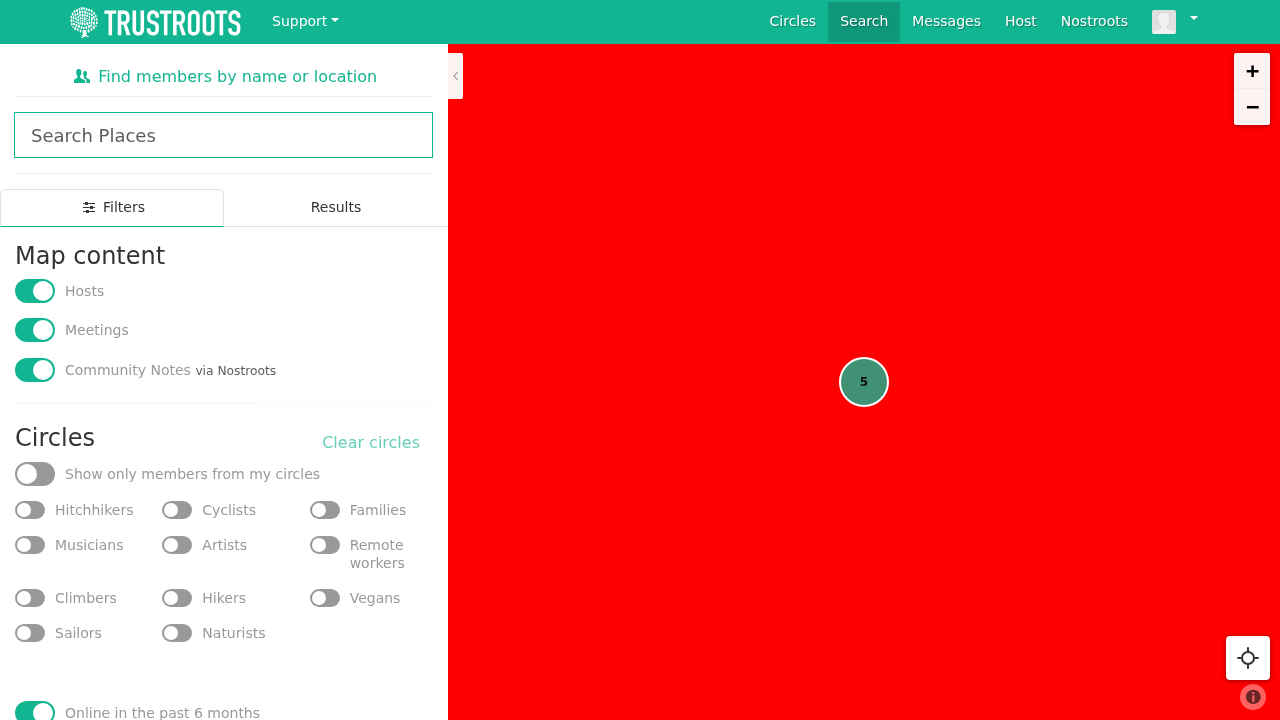 TRUSTROOTS
Support
Circles
Search
Messages
Host
Nostroots
Find members by name or location
Search Places
Filters
Results
Map content
Hosts
Meetings
Community Notes via Nostroots
Circles
Clear circles
Show only members from my circles
Hitchhikers
Cyclists
Families
Musicians
Artists
Remote
workers
Climbers
Hikers
Vegans
Sailors
Naturists
Online in the past 6 months
+
−
5